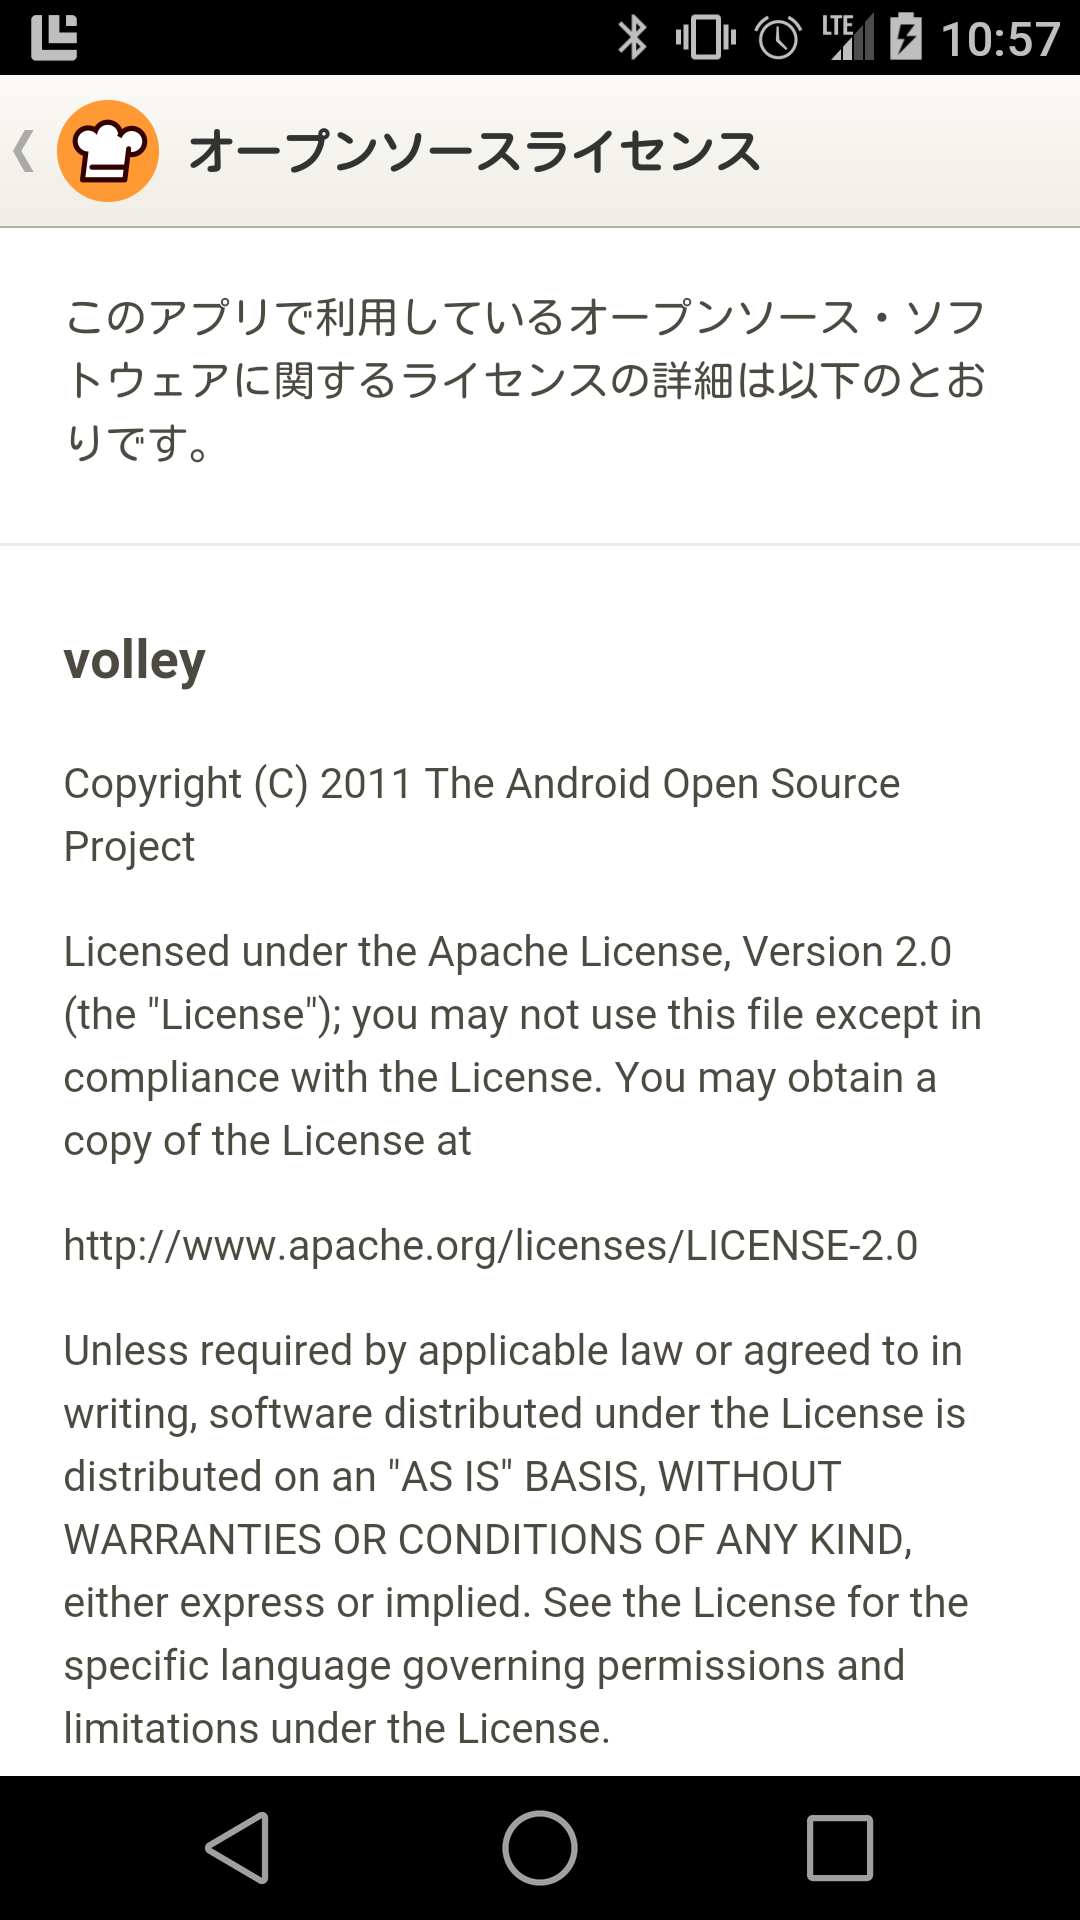 LTE 10:57
オープンソースライセンス
このアプリで利用しているオープンソース・ソフ
トウェアに関するライセンスの詳細は以下のとお
りです。
volley
Copyright (C) 2011 The Android Open Source
Project
Licensed under the Apache License, Version 2.0
(the "License"); you may not use this file except in
compliance with the License. You may obtain a
copy of the License at
http://www.apache.org/licenses/LICENSE-2.0
Unless required by applicable law or agreed to in
writing, software distributed under the License is
distributed on an "AS IS" BASIS, WITHOUT
WARRANTIES OR CONDITIONS OF ANY KIND,
either express or implied. See the License for the
specific language governing permissions and
limitations under the License.